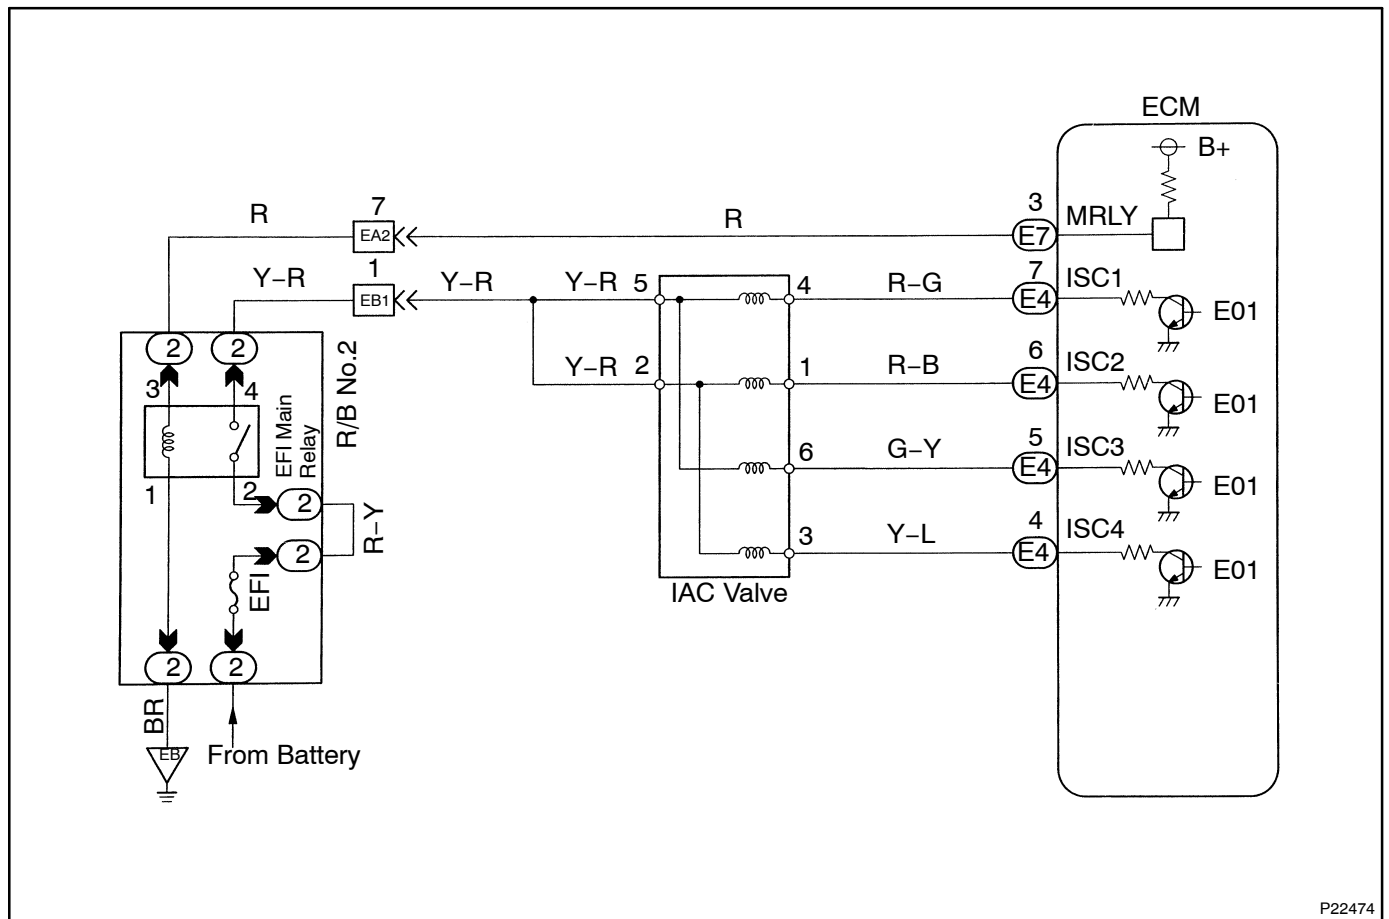 ECM
B+
7
3
R
EA2
R
E7
MRLY
1
7
Y–R
EB1
Y–R
Y–R
5
4
R–G
E4
ISC1
E01
2
2
R/B No.2
Y–R
2
1
R–B
6
E4
ISC2
E01
3
4
EFI Main
Relay
6
G–Y
5
E4
ISC3
E01
1
2
2
R–Y
2
EFI
3
Y–L
4
E4
ISC4
E01
IAC Valve
2
2
BR
EB
From Battery
P22474